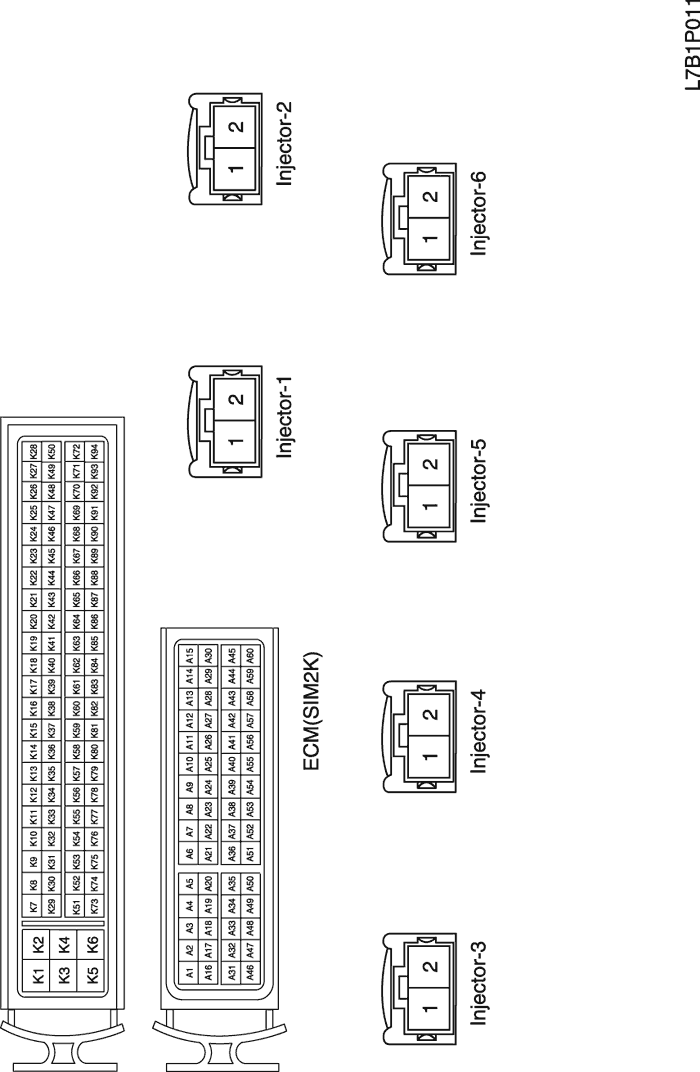 K1 K2
K3 K4
K5 K6
K7 K8 K9 K10 K11 K12 K13 K14 K15 K16 K17 K18 K19 K20 K21 K22 K23 K24 K25 K26 K27 K28
K29 K30 K31 K32 K33 K34 K35 K36 K37 K38 K39 K40 K41 K42 K43 K44 K45 K46 K47 K48 K49 K50
K51 K52 K53 K54 K55 K56 K57 K58 K59 K60 K61 K62 K63 K64 K65 K66 K67 K68 K69 K70 K71 K72
K73 K74 K75 K76 K77 K78 K79 K80 K81 K82 K83 K84 K85 K86 K87 K88 K89 K90 K91 K92 K93 K94
A1 A2 A3 A4 A5 A6 A7 A8 A9 A10 A11 A12 A13 A14 A15
A16 A17 A18 A19 A20 A21 A22 A23 A24 A25 A26 A27 A28 A29 A30
A31 A32 A33 A34 A35 A36 A37 A38 A39 A40 A41 A42 A43 A44 A45
A46 A47 A48 A49 A50 A51 A52 A53 A54 A55 A56 A57 A58 A59 A60
ECM(SIM2K)
1 2
Injector-1
1 2
Injector-2
1 2
Injector-3
1 2
Injector-4
1 2
Injector-5
1 2
Injector-6
L7B1P011